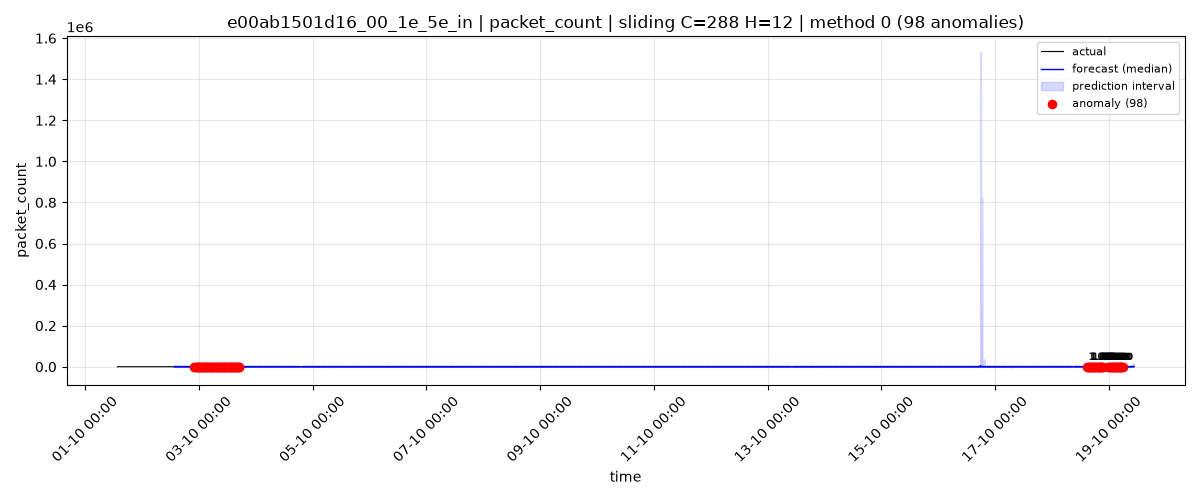 e00ab1501d16_00_1e_5e_in | packet_count | sliding C=288 H=12 | method 0 (98 anomalies)
1e6
actual
forecast (median)
prediction interval
anomaly (98)
1.6
1.4
1.2
1.0
0.8
0.6
0.4
0.2
0.0
packet_count
01-10 00:00
03-10 00:00
05-10 00:00
07-10 00:00
09-10 00:00
11-10 00:00
13-10 00:00
15-10 00:00
17-10 00:00
19-10 00:00
time